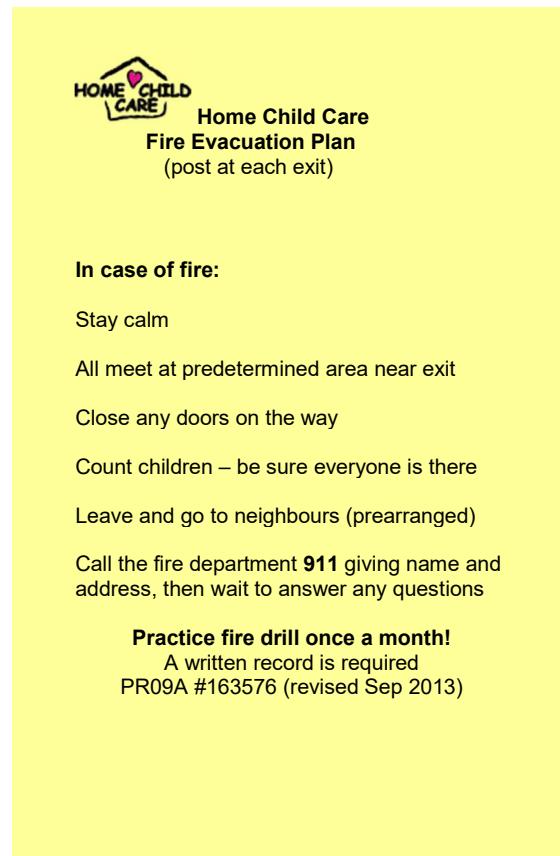 HOME CHILD
CARE
Home Child Care
Fire Evacuation Plan
(post at each exit)
In case of fire:
Stay calm
All meet at predetermined area near exit
Close any doors on the way
Count children – be sure everyone is there
Leave and go to neighbours (prearranged)
Call the fire department 911 giving name and
address, then wait to answer any questions
Practice fire drill once a month!
A written record is required
PR09A #163576 (revised Sep 2013)